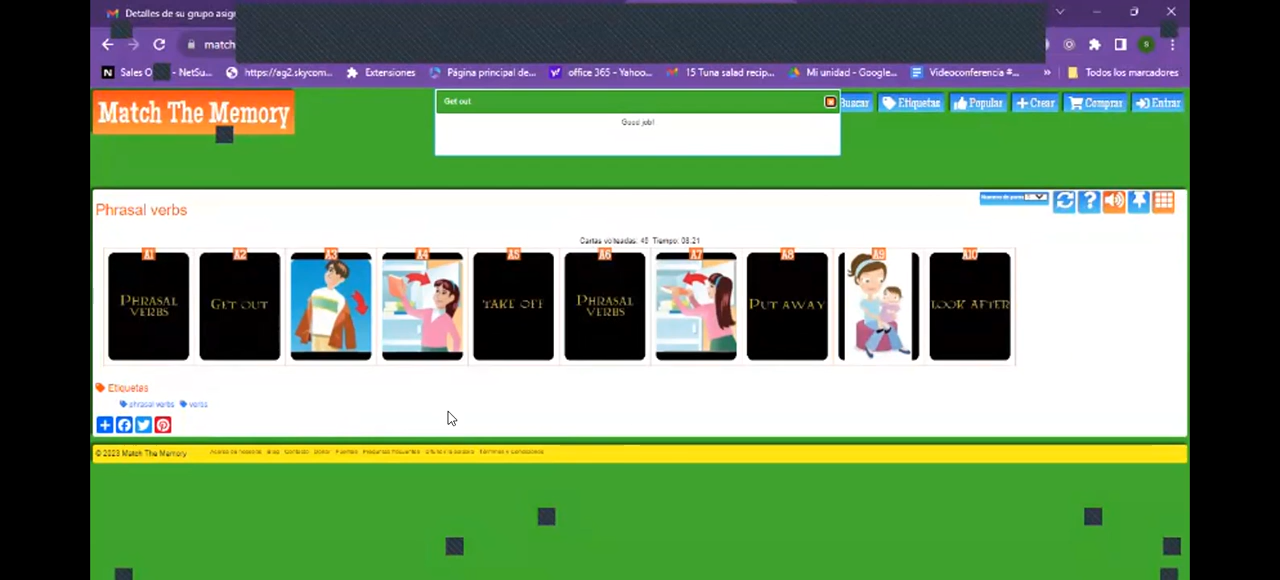 Detalles de su grupo asig
match
Sales O - NetSu...
https://ag2.skycom...
Extensiones
Página principal de...
office 365 - Yahoo...
15 Tuna salad recip...
Mi unidad - Google...
Videoconferencia #...
»
Todos los marcadores
Match The Memory
Get out
Good job!
Buscar
Etiquetas
Popular
Crear
Comprar
Entrar
Phrasal verbs
Cartas volteadas: 45 Tiempo: 08:21
A1
A2
A3
A4
A5
A6
A7
A8
A9
A10
PHRASAL VERBS
GET OUT
TAKE OFF
PHRASAL VERBS
PUT AWAY
LOOK AFTER
Etiquetas
phrasal verbs
verbs
© 2023 Match The Memory
Blog
Contacto